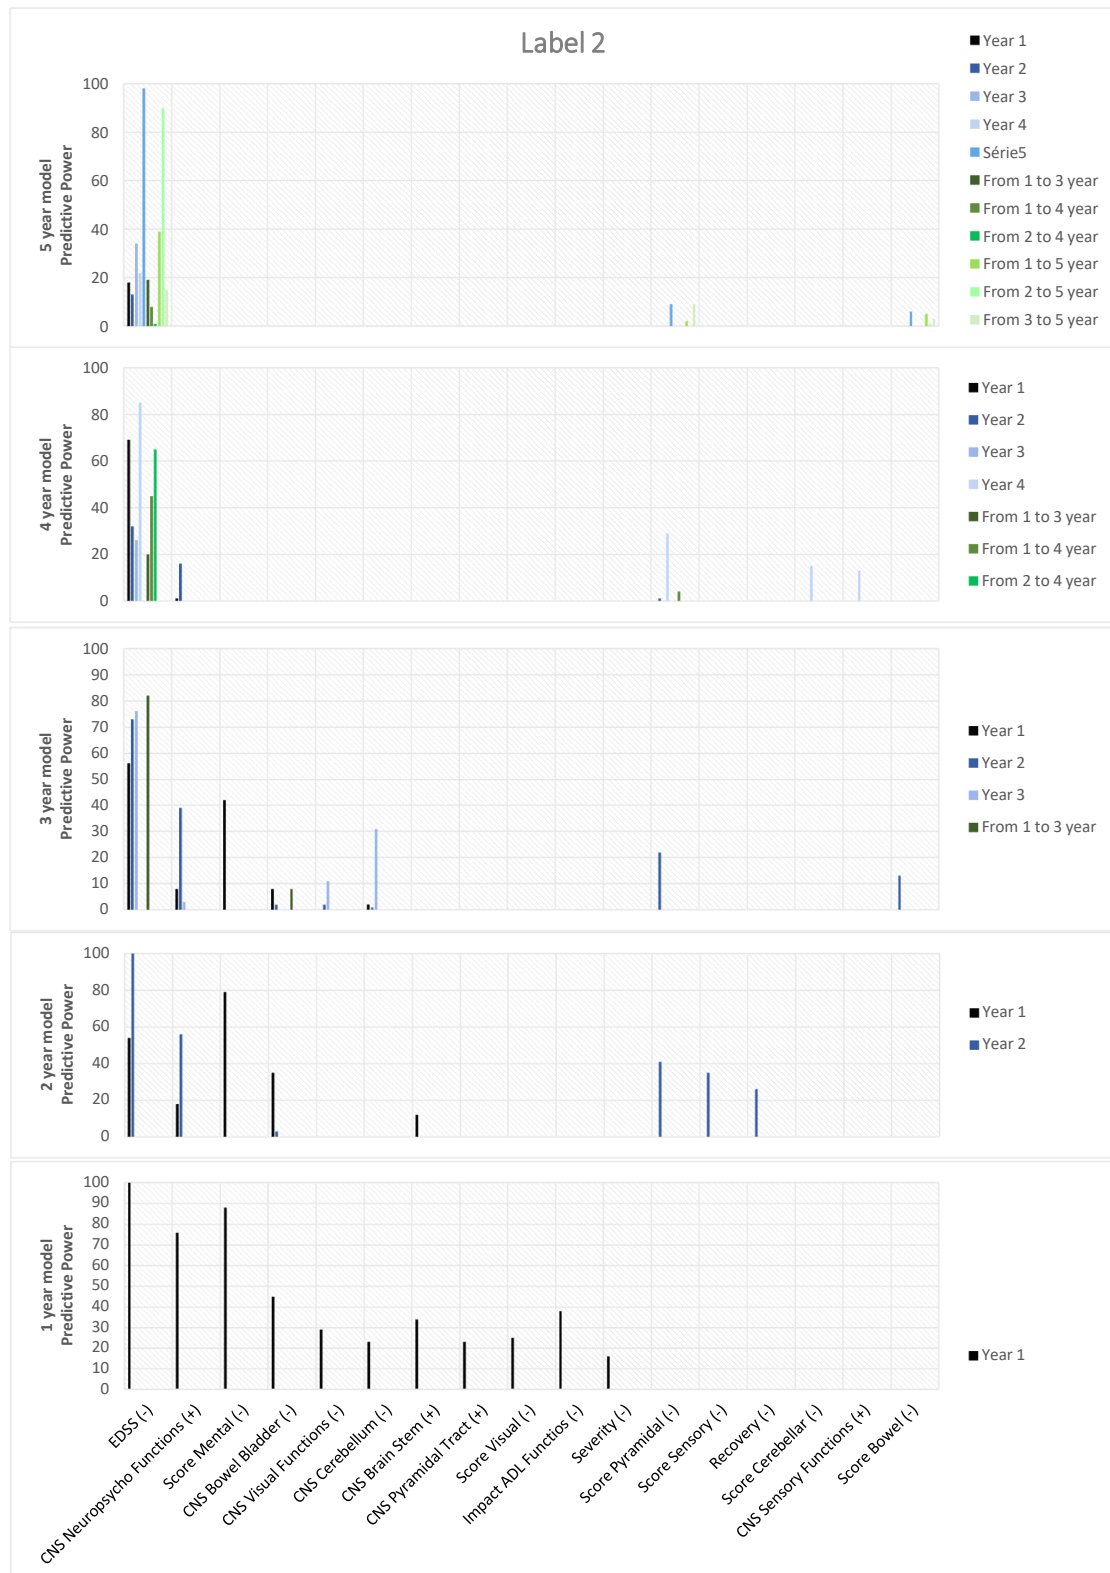 Label 2
5 year model
Predictive Power
100
80
60
40
20
0
Year 1
Year 2
Year 3
Year 4
Série5
From 1 to 3 year
From 1 to 4 year
From 2 to 4 year
From 1 to 5 year
From 2 to 5 year
From 3 to 5 year
4 year model
Predictive Power
100
80
60
40
20
0
Year 1
Year 2
Year 3
Year 4
From 1 to 3 year
From 1 to 4 year
From 2 to 4 year
3 year model
Predictive Power
100
90
80
70
60
50
40
30
20
10
0
Year 1
Year 2
Year 3
From 1 to 3 year
2 year model
Predictive Power
100
80
60
40
20
0
Year 1
Year 2
1 year model
Predictive Power
100
90
80
70
60
50
40
30
20
10
0
Year 1
EDSS (-)
CNS Neuropsycho Functions (+)
Score Mental (-)
CNS Bowel Bladder (-)
CNS Visual Functions (-)
CNS Cerebellum (-)
CNS Brain Stem (+)
CNS Pyramidal Tract (+)
Score Visual (-)
Impact ADL Functios (-)
Severity (-)
Score Pyramidal (-)
Score Sensory (-)
Recovery (-)
Score Cerebellar (-)
CNS Sensory Functions (+)
Score Bowel (-)